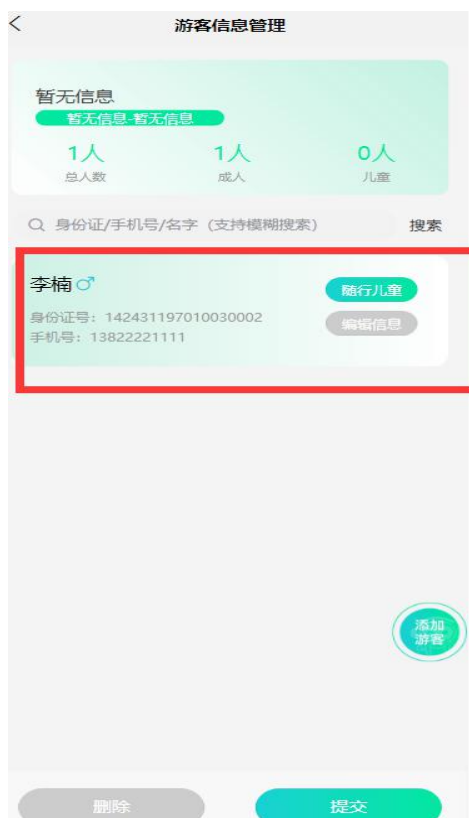 游客信息管理
暂无信息
暂无信息-暂无信息
1人 1人 0人
总人数 成人 儿童
身份证/手机号/名字（支持模糊搜索） 搜索
李楠♂ 随行儿童
身份证号：142431197010030002 编辑信息
手机号：13822221111
添加
游客
删除 提交